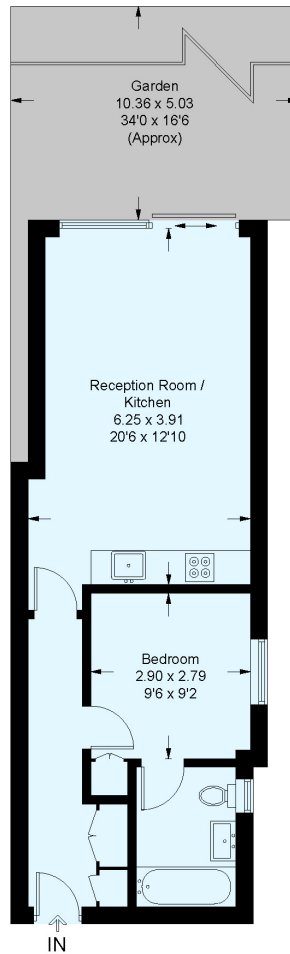 Garden
10.36 x 5.03
34'0 x 16'6
(Approx)
Reception Room /
Kitchen
6.25 x 3.91
20'6 x 12'10
Bedroom
2.90 x 2.79
9'6 x 9'2
IN